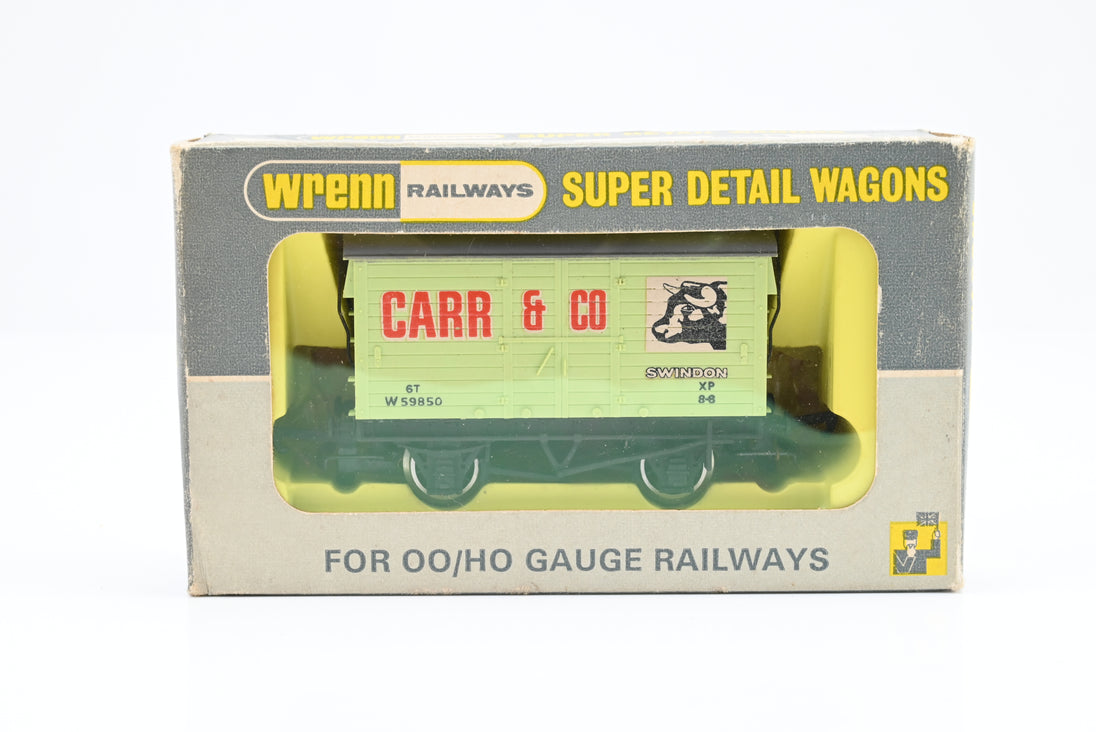 Wrenn RAILWAYS SUPER DETAIL WAGONS
CARR & CO
SWINDON
6T XP
W 59850 8-8
FOR OO/HO GAUGE RAILWAYS